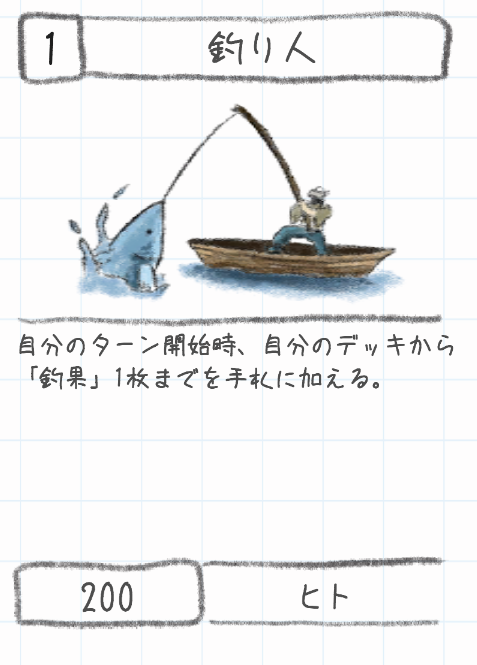 1
釣り人
自分のターン開始時、自分のデッキから
「釣果」1枚までを手札に加える。
200
ヒト